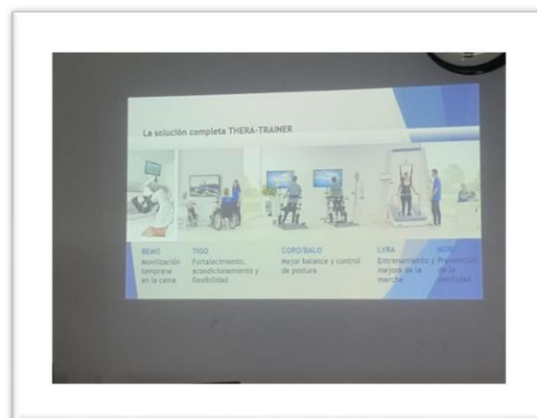 La solución completa THERA-TRAINER
BEMO
Movilización
temprana
en la cama
TIGO
Fortalecimiento,
acondicionamiento y
flexibilidad
CORO/BALO
Mejor balance y control
de postura
LYRA
Entrenamiento y
mejora de la
marcha
Prevención
de la
debilidad